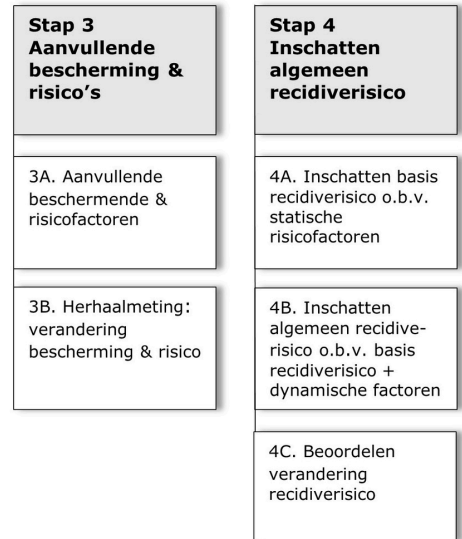 Stap 3
Aanvullende
bescherming &
risico's
3A. Aanvullende
beschermende &
risicofactoren
3B. Herhaalmeting:
verandering
bescherming & risico
Stap 4
Inschatten
algemeen
recidiverisico
4A. Inschatten basis
recidiverisico o.b.v.
statische
risicofactoren
4B. Inschatten
algemeen recidive-
risico o.b.v. basis
recidiverisico +
dynamische factoren
4C. Beoordelen
verandering
recidiverisico